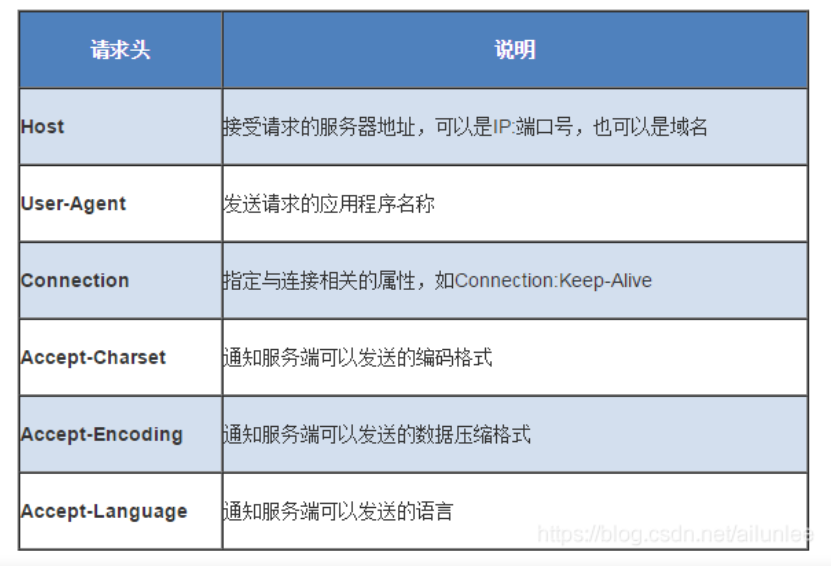 请求头 说明
Host 接受请求的服务器地址，可以是IP:端口号，也可以是域名
User-Agent 发送请求的应用程序名称
Connection 指定与连接相关的属性，如Connection:Keep-Alive
Accept-Charset 通知服务端可以发送的编码格式
Accept-Encoding 通知服务端可以发送的数据压缩格式
Accept-Language 通知服务端可以发送的语言
https://blog.csdn.net/ailunlee